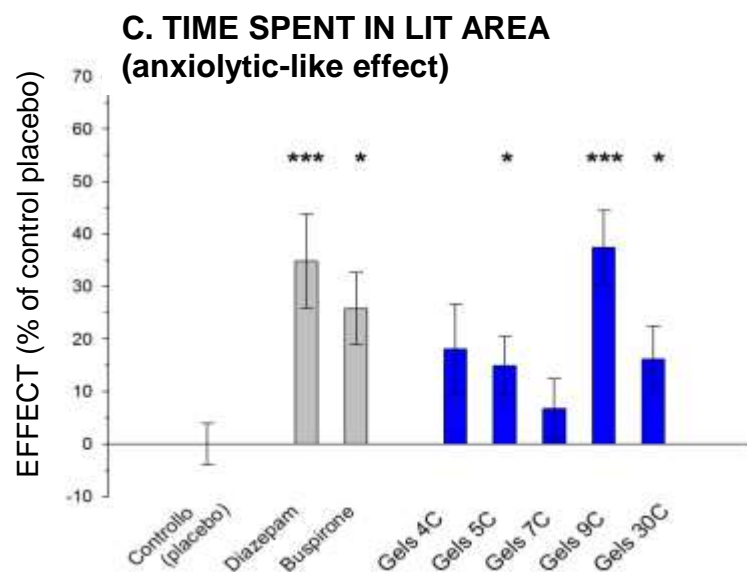 C. TIME SPENT IN LIT AREA
(anxiolytic-like effect)
EFFECT (% of control placebo)
70
60
50
40
30
20
10
0
-10
***
*
*
***
*
Controllo
(placebo)
Diazepam
Buspirone
Gels 4C
Gels 5C
Gels 7C
Gels 9C
Gels 30C